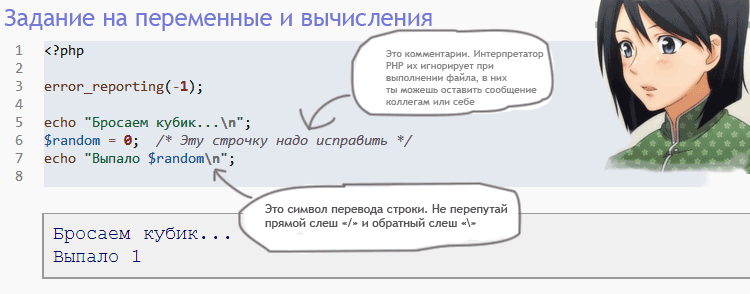 Задание на переменные и вычисления
1 <?php
2
3 error_reporting(-1);
4
5 echo "Бросаем кубик...\n";
6 $random = 0;  /* Эту строчку надо исправить */
7 echo "Выпало $random\n";
8
Это комментарии. Интерпретатор
PHP их игнорирует при
выполнении файла, в них
ты можешь оставить сообщение
коллегам или себе
Это символ перевода строки. Не перепутай
прямой слеш «/» и обратный слеш «\»
Бросаем кубик...
Выпало 1